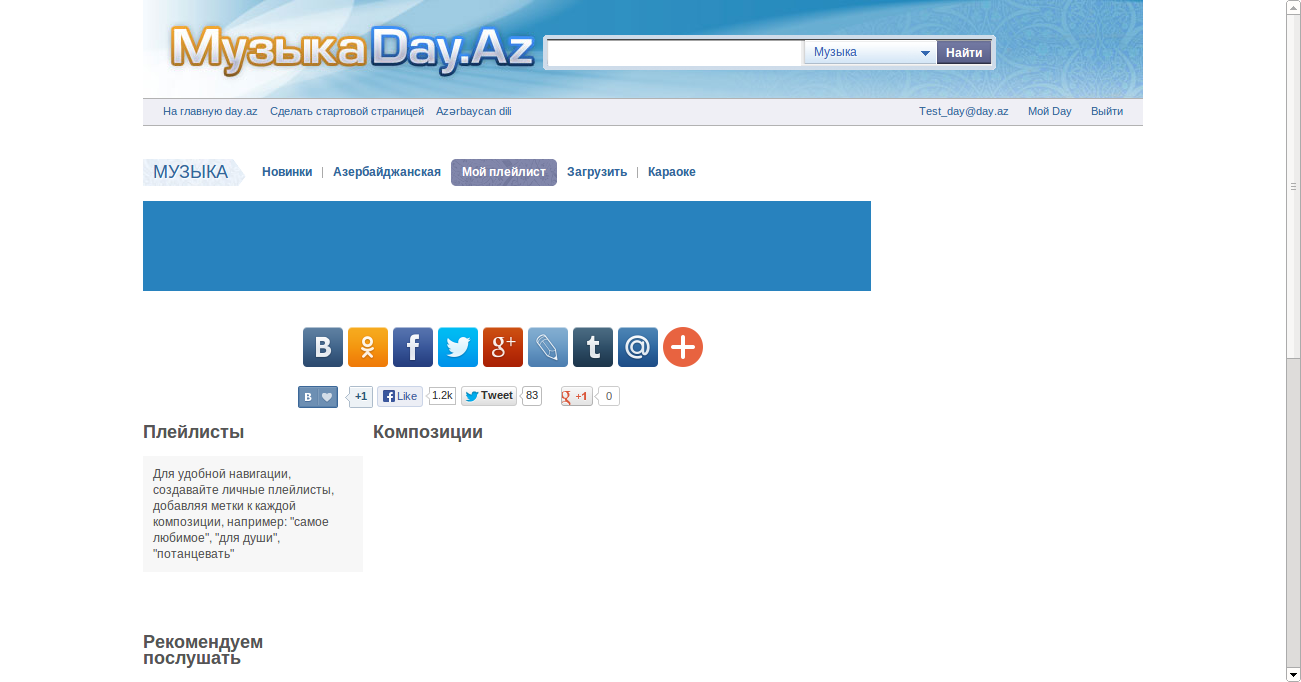 Музыка Day.Az
Музыка
Найти
На главную day.az Сделать стартовой страницей Azərbaycan dili Test_day@day.az Мой Day Выйти
МУЗЫКА Новинки | Азербайджанская Мой плейлист Загрузить | Караоке
B +1 Like 1.2k Tweet 83 g +1 0
Плейлисты Композиции
Для удобной навигации,
создавайте личные плейлисты,
добавляя метки к каждой
композиции, например: "самое
любимое", "для души",
"потанцевать"
Рекомендуем
послушать